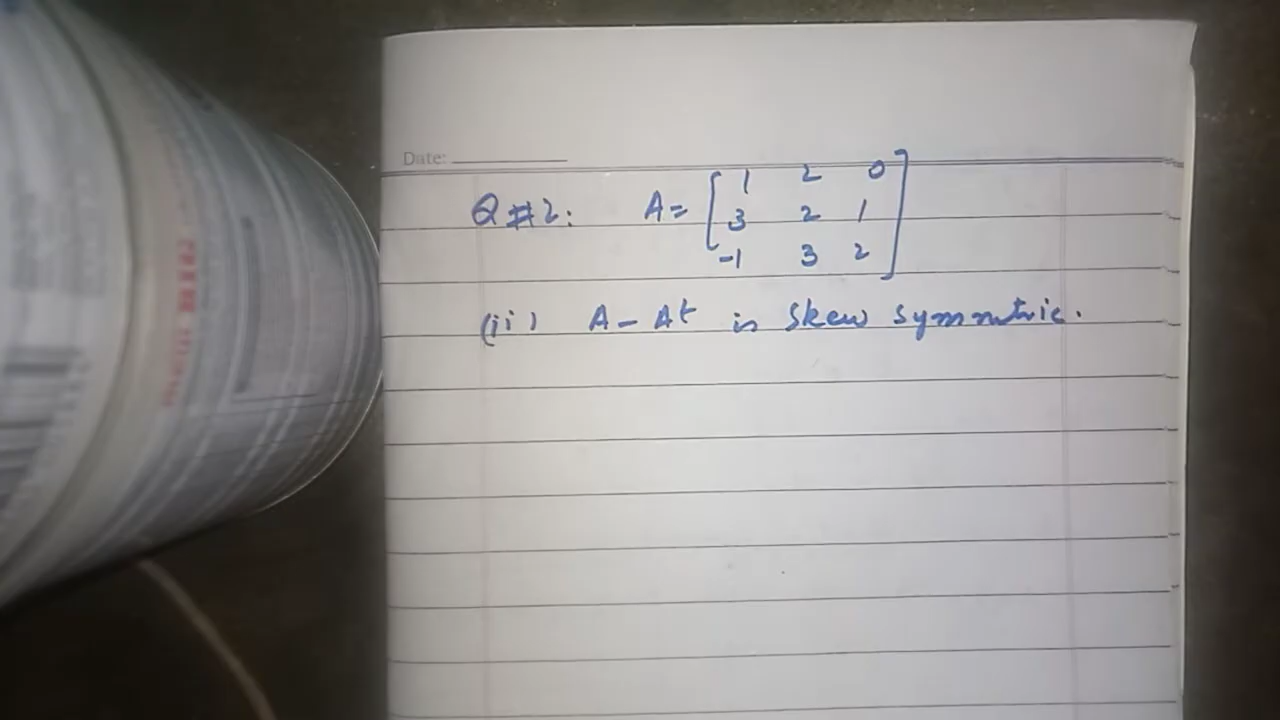 Date:
Q #2: A = [ 1 2 0
3 2 1
-1 3 2 ]
(ii) A - At is Skew symmetric.